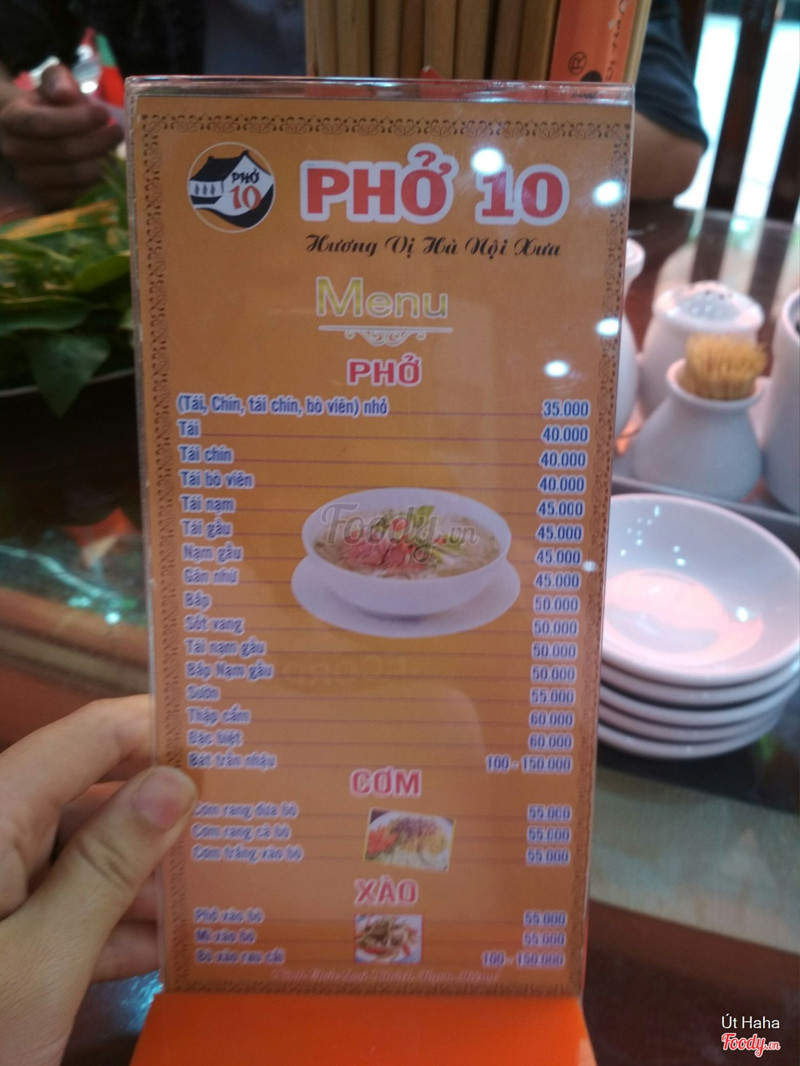 PHỞ
10
PHỞ 10
Hương Vị Hà Nội Xưa
Menu
PHỞ
(Tái, Chín, tái chín, bò viên) nhỏ 35.000
Tái 40.000
Tái chín 40.000
Tái bò viên 40.000
Tái nạm 45.000
Tái gầu 45.000
Nạm gầu 45.000
Gân như 45.000
Bắp 50.000
Sốt vang 50.000
Tái nạm gầu 50.000
Bắp Nạm gầu 50.000
Sườn 55.000
Thập cẩm 60.000
Đặc biệt 60.000
Bát trần nhậu 100 - 150.000
Foody.vn
CƠM
Cơm rang dưa bò 55.000
Cơm rang cà bò 55.000
Cơm trắng xào bò 55.000
XÀO
Phở xào bò 55.000
Mì xào bò 55.000
Bò xào rau cải 100 - 150.000
Út Haha
Foody.vn